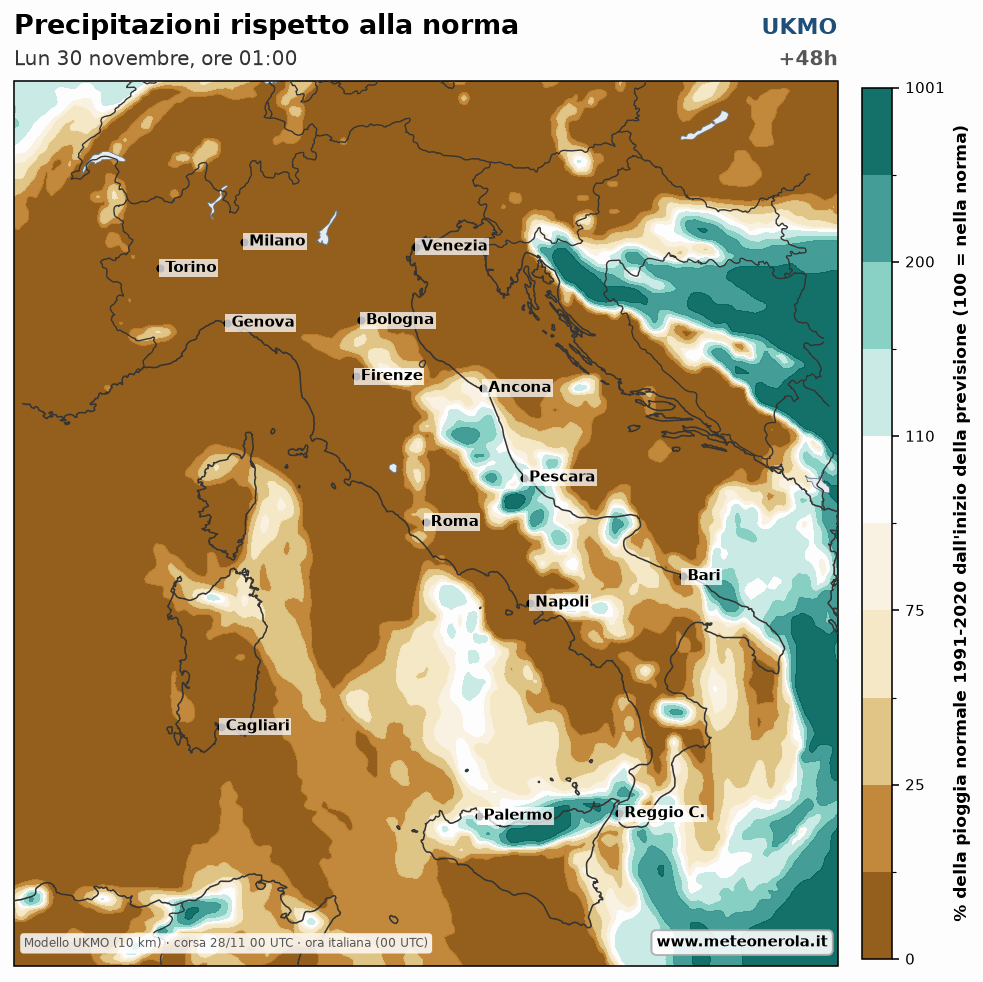 Precipitazioni rispetto alla norma
UKMO
Lun 30 novembre, ore 01:00
+48h
1001
200
110
75
25
0
% della pioggia normale 1991-2020 dall'inizio della previsione (100 = nella norma)
Milano
Venezia
Torino
Genova
Bologna
Firenze
Ancona
Pescara
Roma
Bari
Napoli
Cagliari
Palermo
Reggio C.
Modello UKMO (10 km) · corsa 28/11 00 UTC · ora italiana (00 UTC)
www.meteonerola.it